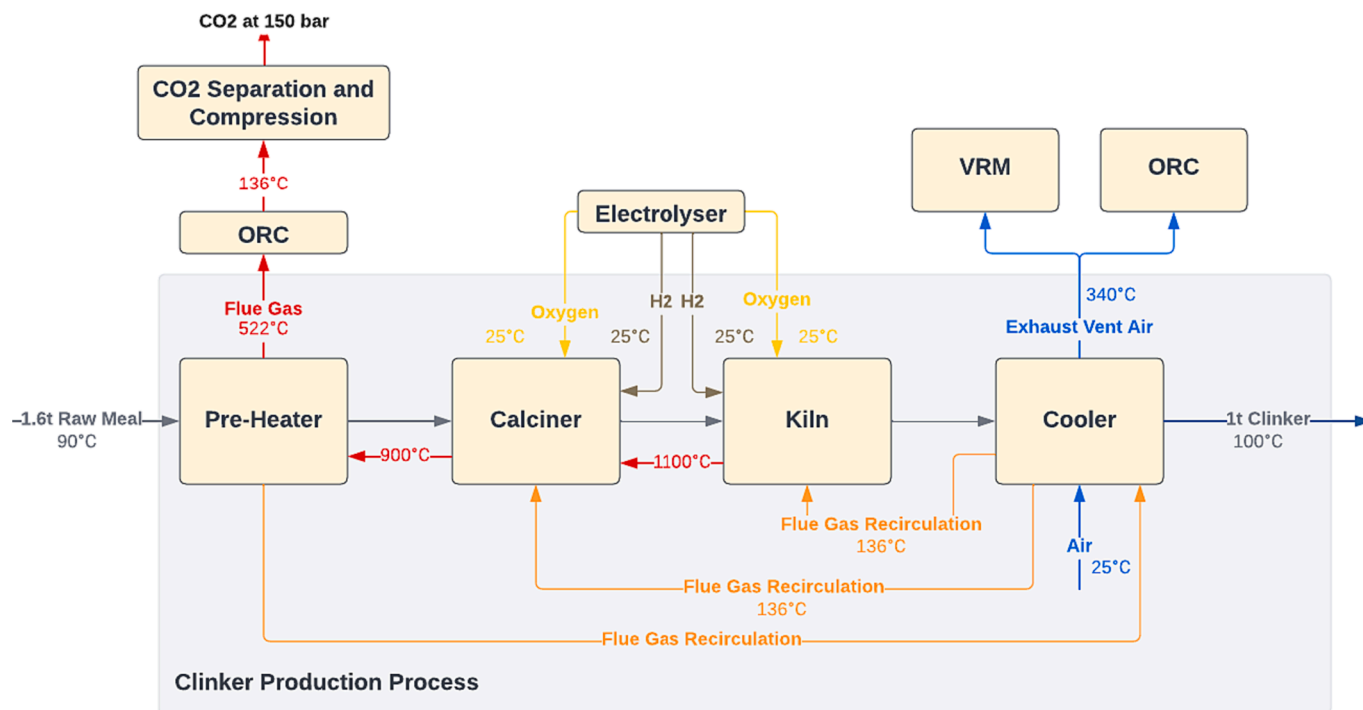 CO2 at 150 bar
CO2 Separation and
Compression
136°C
ORC
Flue Gas
522°C
Electrolyser
VRM
ORC
Oxygen
25°C
H2
25°C
H2
25°C
Oxygen
25°C
340°C
Exhaust Vent Air
1.6t Raw Meal
90°C
Pre-Heater
Calciner
Kiln
Cooler
1t Clinker
100°C
900°C
1100°C
Flue Gas Recirculation
136°C
Air
25°C
Flue Gas Recirculation
136°C
Flue Gas Recirculation
Clinker Production Process